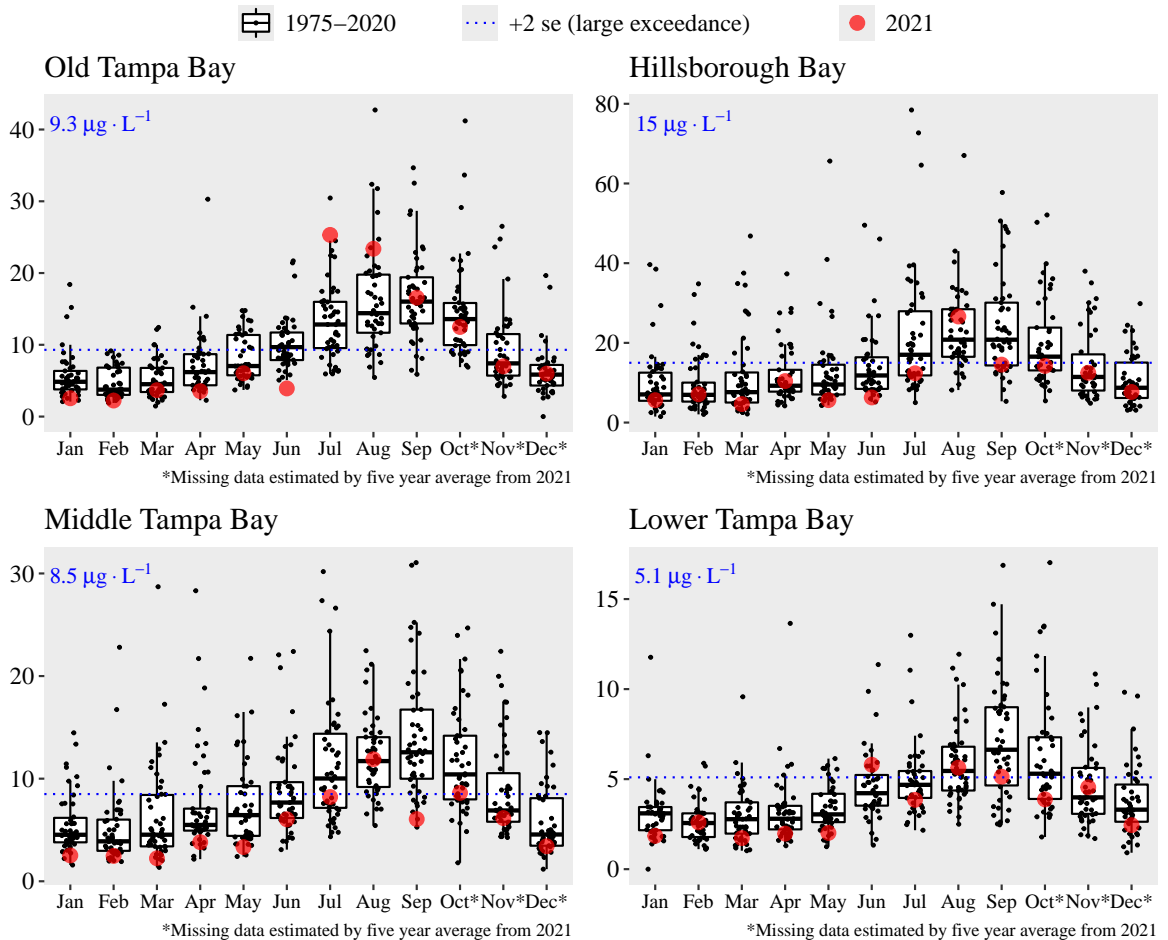 1975–2020 +2 se (large exceedance) 2021
Old Tampa Bay
9.3 μg · L⁻¹
40
30
20
10
0
Jan Feb Mar Apr May Jun Jul Aug Sep Oct* Nov* Dec*
*Missing data estimated by five year average from 2021
Hillsborough Bay
15 μg · L⁻¹
80
60
40
20
0
Jan Feb Mar Apr May Jun Jul Aug Sep Oct* Nov* Dec*
*Missing data estimated by five year average from 2021
Middle Tampa Bay
8.5 μg · L⁻¹
30
20
10
0
Jan Feb Mar Apr May Jun Jul Aug Sep Oct* Nov* Dec*
*Missing data estimated by five year average from 2021
Lower Tampa Bay
5.1 μg · L⁻¹
15
10
5
0
Jan Feb Mar Apr May Jun Jul Aug Sep Oct* Nov* Dec*
*Missing data estimated by five year average from 2021